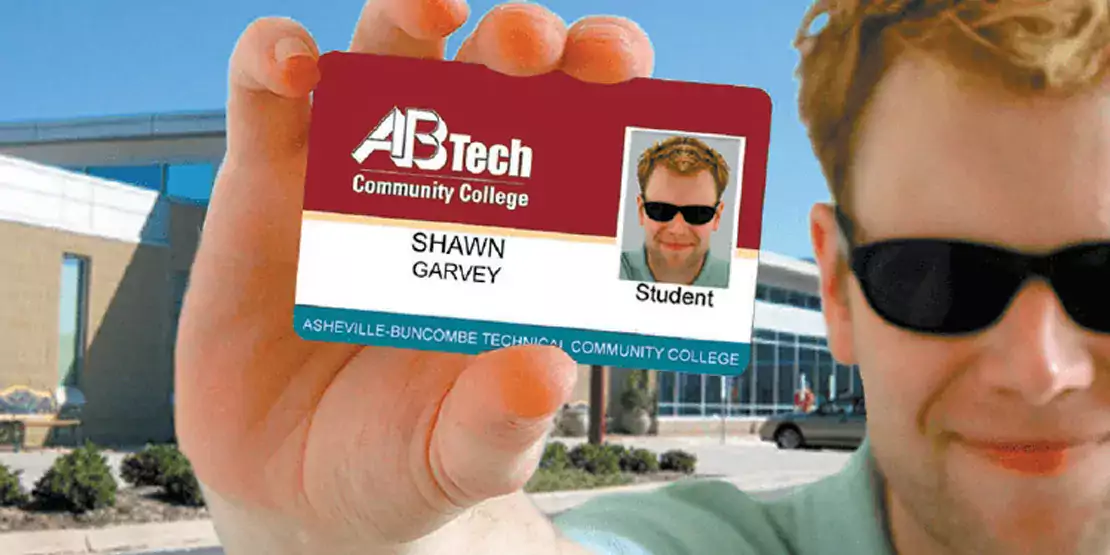 ABTech
Community College
SHAWN
GARVEY
Student
ASHEVILLE-BUNCOMBE TECHNICAL COMMUNITY COLLEGE